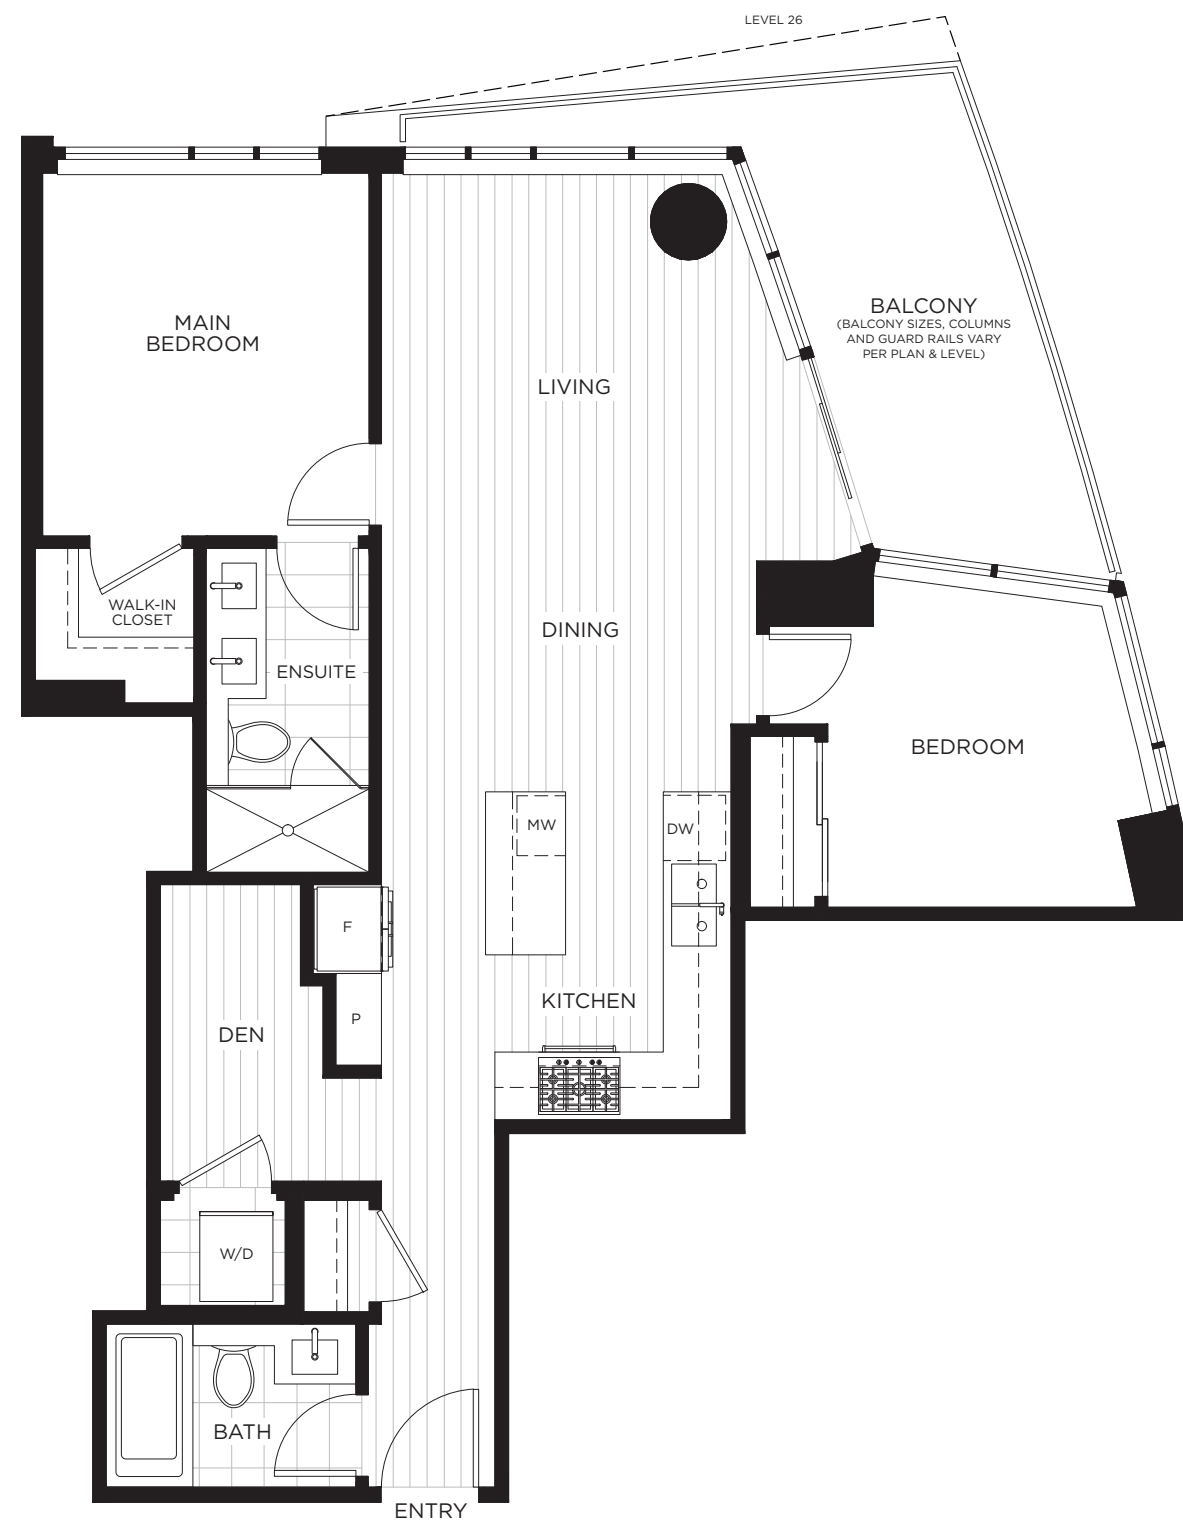 LEVEL 26
BALCONY
(BALCONY SIZES, COLUMNS
AND GUARD RAILS VARY
PER PLAN & LEVEL)
MAIN
BEDROOM
LIVING
WALK-IN
CLOSET
DINING
ENSUITE
BEDROOM
MW
DW
F
KITCHEN
P
DEN
W/D
BATH
ENTRY